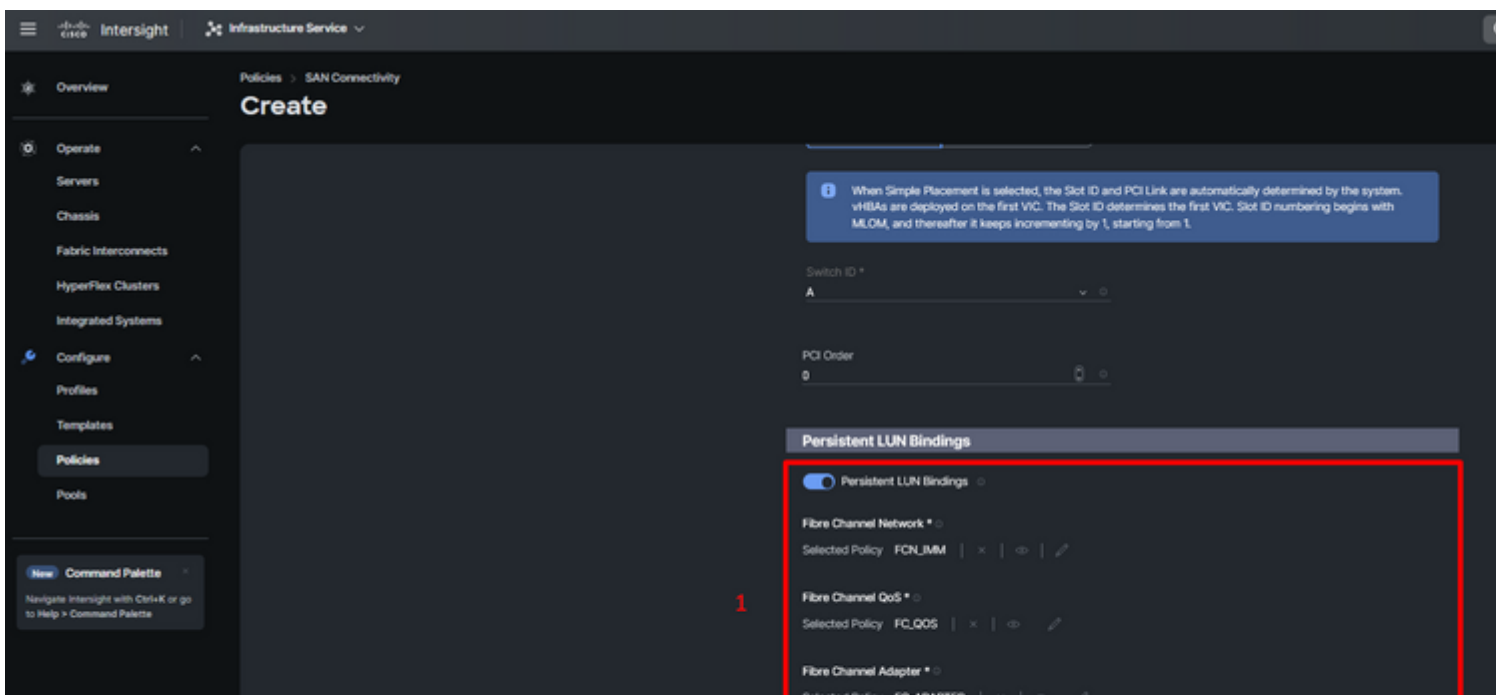 cisco Intersight Infrastructure Service
Overview
Operate
Servers
Chassis
Fabric Interconnects
HyperFlex Clusters
Integrated Systems
Configure
Profiles
Templates
Policies
Pools
New Command Palette
Navigate Intersight with Ctrl+K or go
to Help > Command Palette
Policies > SAN Connectivity
Create
When Simple Placement is selected, the Slot ID and PCI Link are automatically determined by the system.
vHBAs are deployed on the first VIC. The Slot ID determines the first VIC. Slot ID numbering begins with
MLOM, and thereafter it keeps incrementing by 1, starting from 1.
Switch ID *
A
PCI Order
0
Persistent LUN Bindings
Persistent LUN Bindings
Fibre Channel Network *
Selected Policy FCN_IMM
1
Fibre Channel QoS *
Selected Policy FC_QOS
Fibre Channel Adapter *
Selected Policy FC_ADAPTER